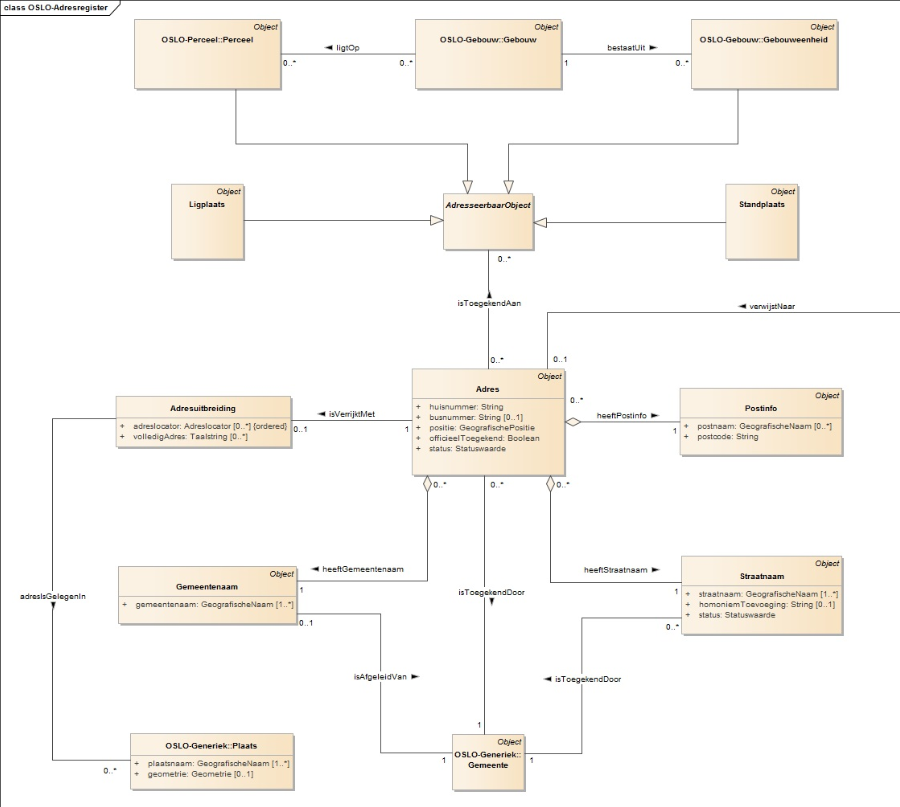 class OSLO-Adresregister
Object
OSLO-Perceel::Perceel
Object
OSLO-Gebouw::Gebouw
Object
OSLO-Gebouw::Gebouweenheid
ligtOp
0..*
0..*
bestaatUit
1
0..*
Object
Ligplaats
AdresseerbaarObject
Object
Standplaats
0..*
isToegekendAan
verwijstNaar
0..*
0..1
Object
Adres
+ huisnummer: String
+ busnummer: String [0..1]
+ positie: GeografischePositie
+ officieelToegekend: Boolean
+ status: Statuswaarde
Adresuitbreiding
+ adreslocator: Adreslocator [0..*] {ordered}
+ volledigAdres: Taalstring [0..*]
isVerrijktMet
0..1
1
0..*
heeftPostinfo
1
Object
Postinfo
+ postnaam: GeografischeNaam [0..*]
+ postcode: String
0..*
0..*
0..*
heeftGemeentenaam
1
Object
Gemeentenaam
+ gemeentenaam: GeografischeNaam [1..*]
0..1
adresIsGelegenIn
isToegekendDoor
heeftStraatnaam
1
Object
Straatnaam
+ straatnaam: GeografischeNaam [1..*]
+ homoniemToevoeging: String [0..1]
+ status: Statuswaarde
0..*
isAfgeleidVan
isToegekendDoor
1
Object
OSLO-Generiek::
Gemeente
1
1
OSLO-Generiek::Plaats
+ plaatsnaam: GeografischeNaam [1..*]
+ geometrie: Geometrie [0..1]
0..*